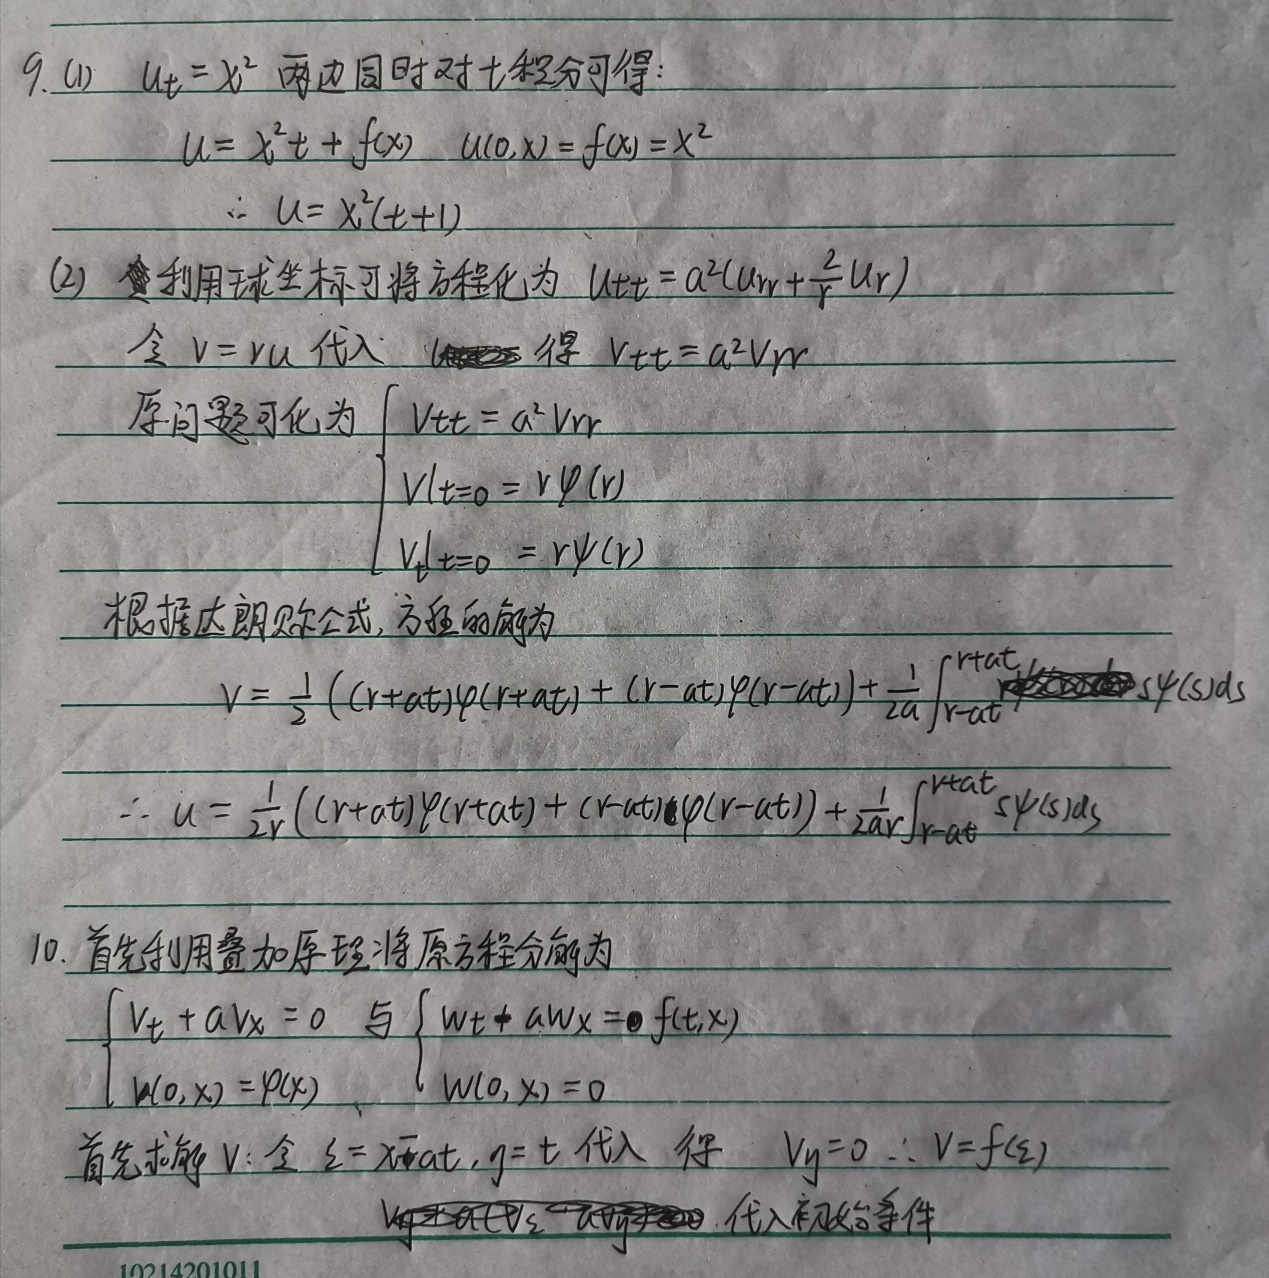 9. (1) u_t = x² 两边同时对t积分可得:
u = x²t + f(x) u(0,x) = f(x) = x²
∴ u = x²(t+1)
(2) 利用球坐标可将方程化为 u_tt = a²(u_rr + 2/r u_r)
令 v = ru 代入 得 v_tt = a²v_rr
原问题可化为 { v_tt = a² v_rr
v|t=0 = rφ(r)
v_t|t=0 = rψ(r)
根据达朗贝尔公式,方程的解为
v = 1/2 ((r+at)φ(r+at) + (r-at)φ(r-at)) + 1/2a ∫_{r-at}^{r+at} sψ(s)ds
∴ u = 1/2r ((r+at)φ(r+at) + (r-at)φ(r-at)) + 1/2ar ∫_{r-at}^{r+at} sψ(s)ds
10. 首先利用叠加原理将原方程分解为
{ v_t + av_x = 0 与 { w_t + aw_x = f(t,x)
v(0,x) = φ(x) w(0,x) = 0
首先求解 v: 令 ξ = x-at, η = t 代入 得 v_η = 0 ∴ v = f(ξ)
代入初始条件
10214201011